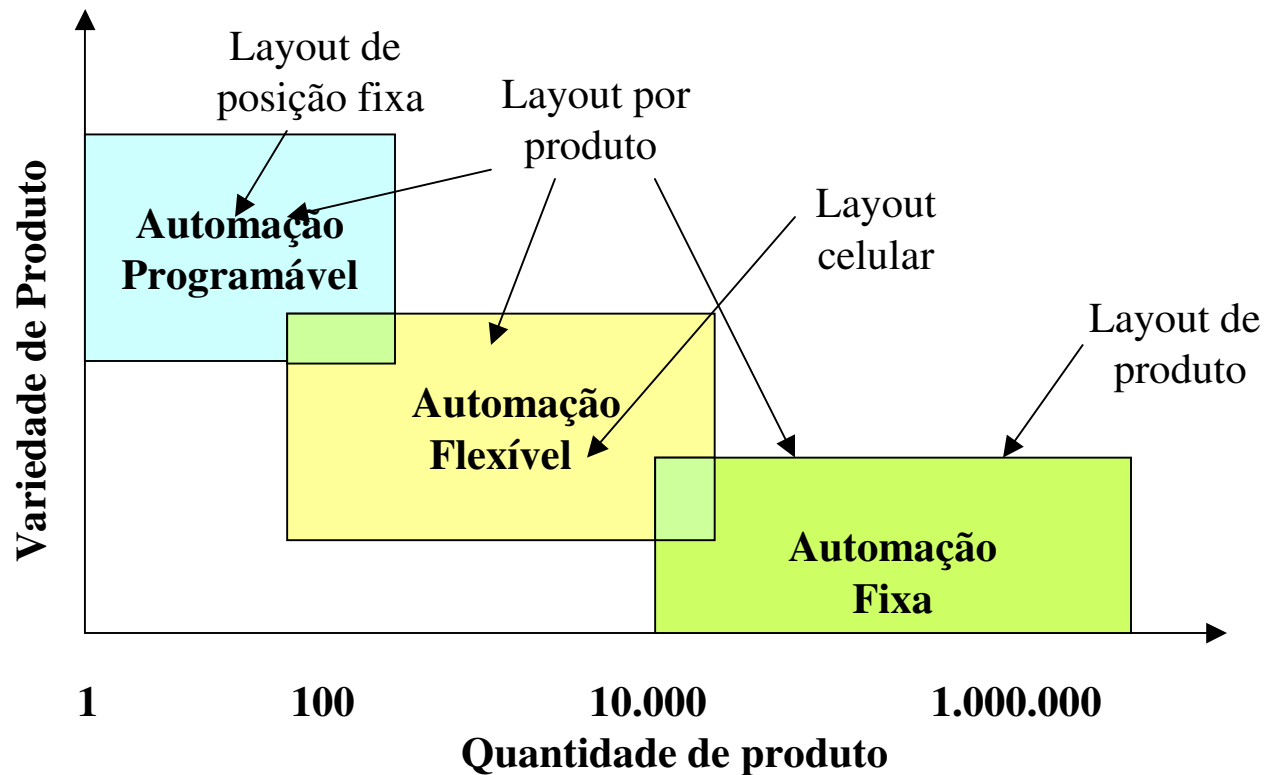 Layout de
posição fixa
Layout por
produto
Layout
celular
Layout de
produto
Variedade de Produto
Automação
Programável
Automação
Flexível
Automação
Fixa
1 100 10.000 1.000.000
Quantidade de produto